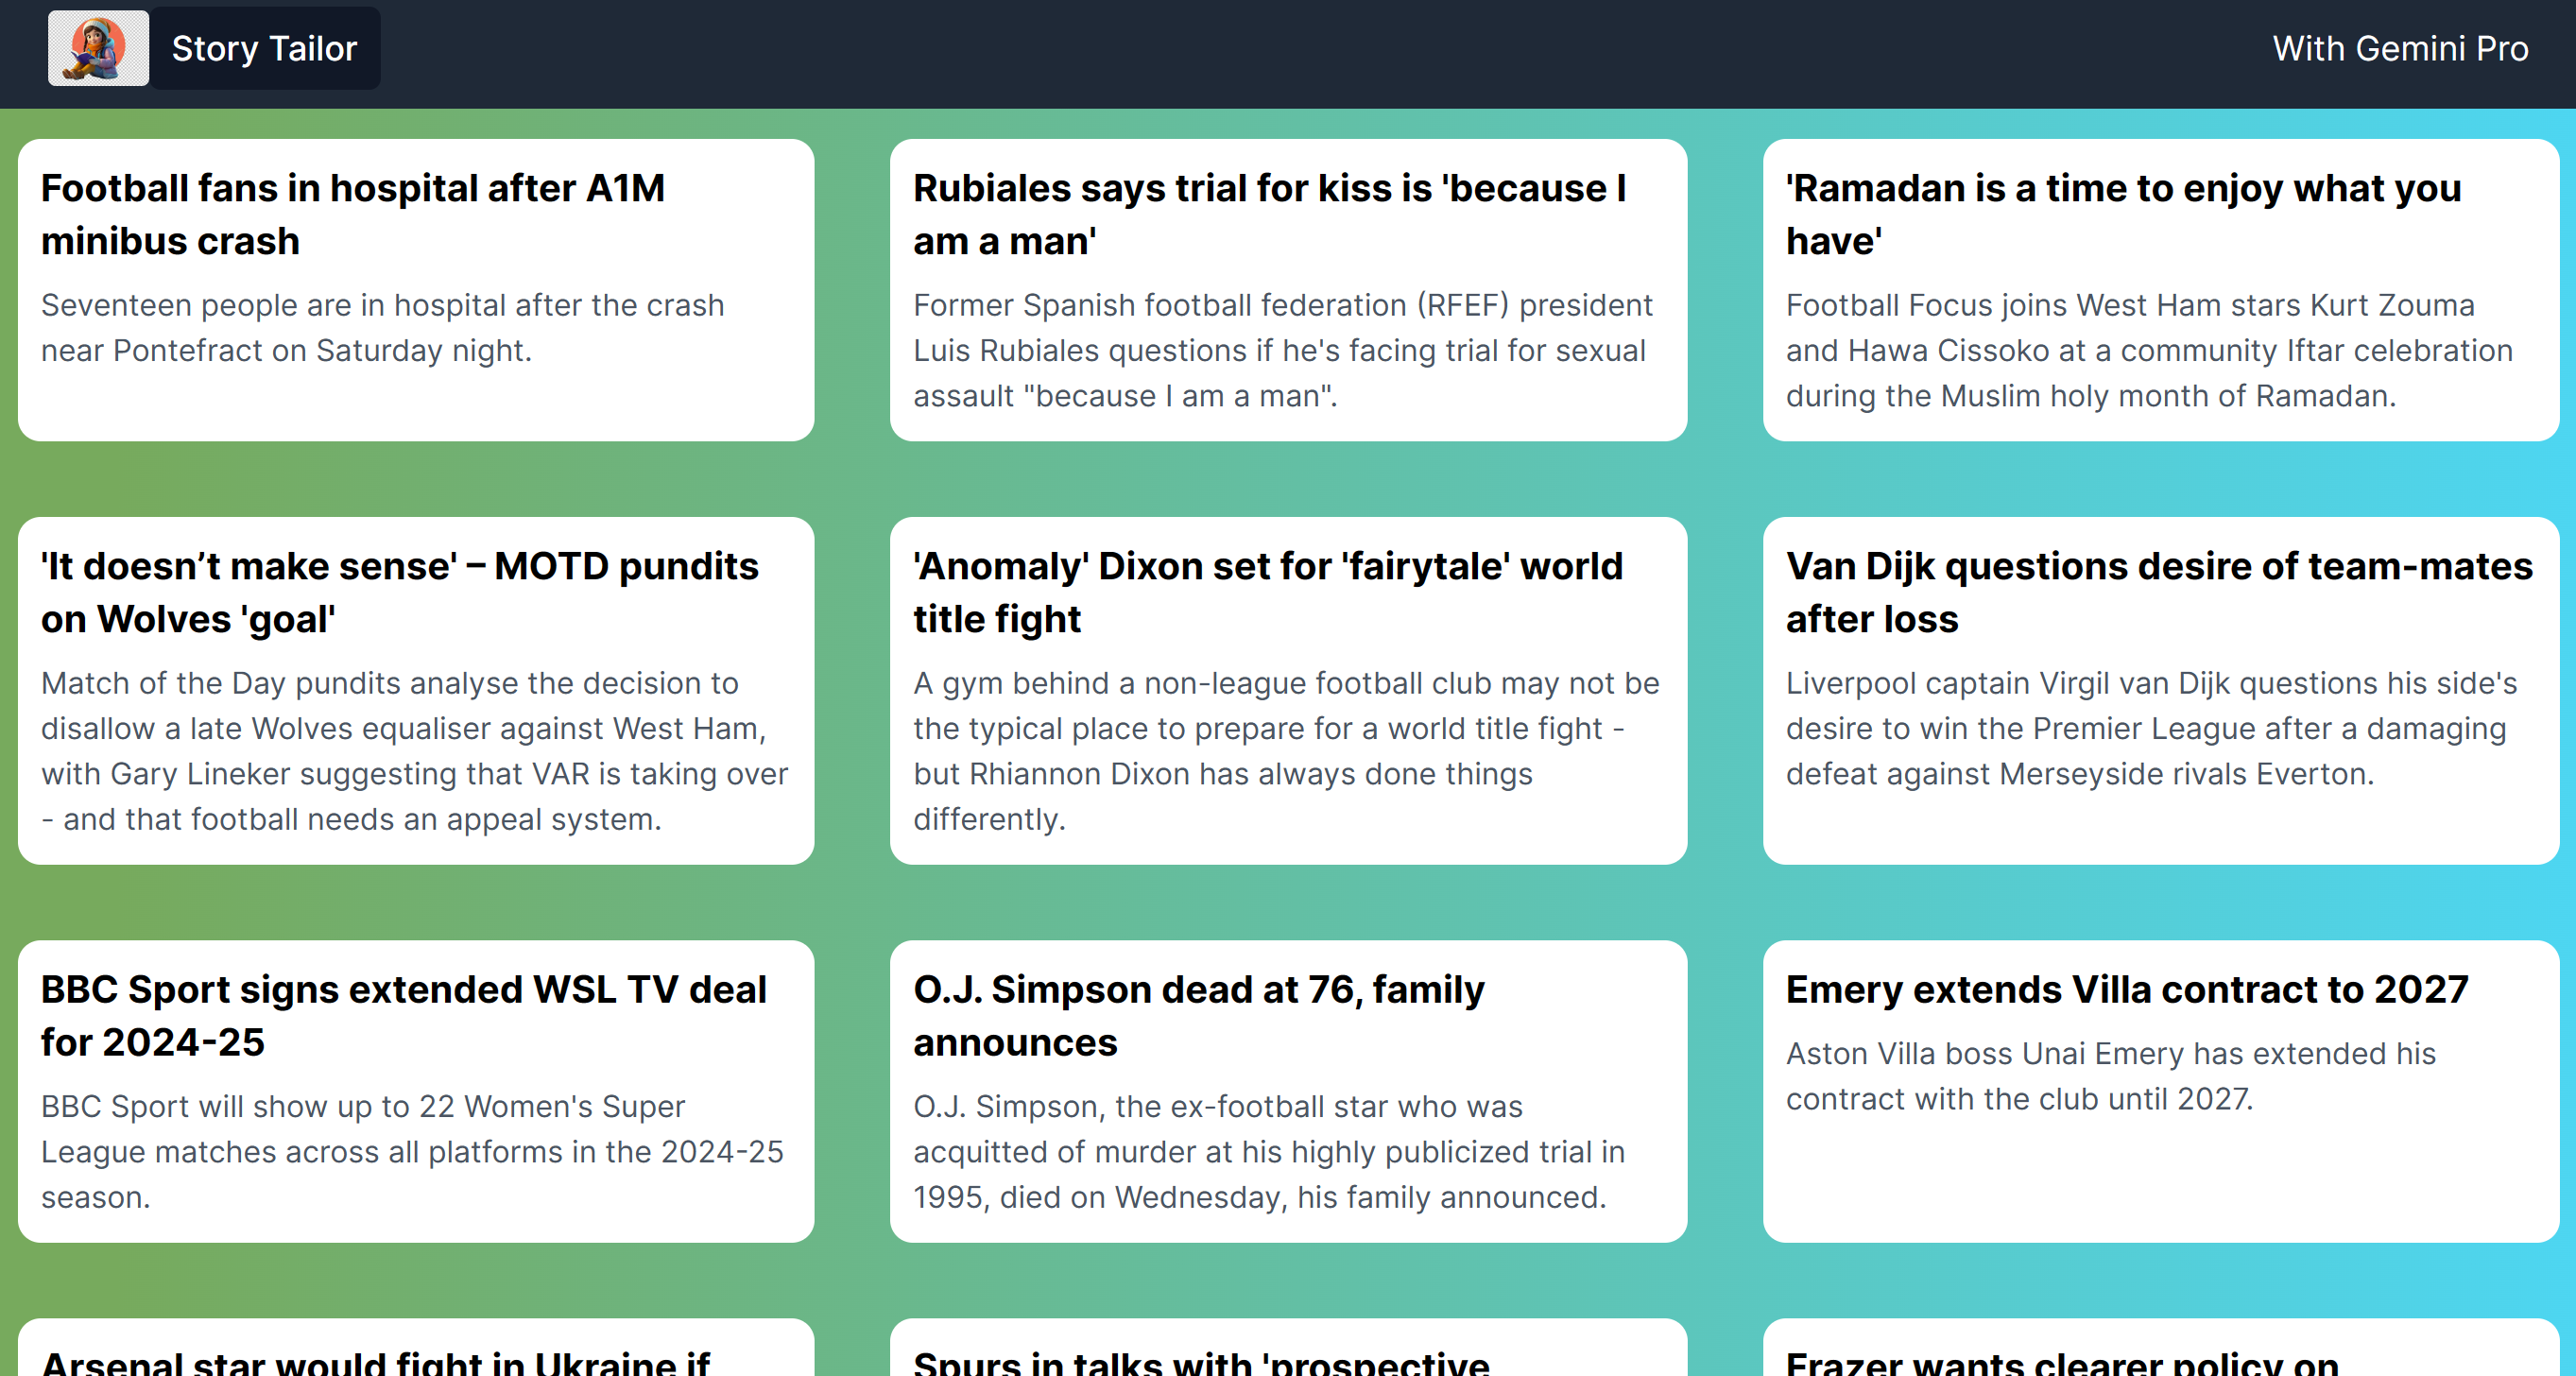 Story Tailor
With Gemini Pro
Football fans in hospital after A1M
minibus crash
Seventeen people are in hospital after the crash
near Pontefract on Saturday night.
Rubiales says trial for kiss is 'because I
am a man'
Former Spanish football federation (RFEF) president
Luis Rubiales questions if he's facing trial for sexual
assault "because I am a man".
'Ramadan is a time to enjoy what you
have'
Football Focus joins West Ham stars Kurt Zouma
and Hawa Cissoko at a community Iftar celebration
during the Muslim holy month of Ramadan.
'It doesn’t make sense' – MOTD pundits
on Wolves 'goal'
Match of the Day pundits analyse the decision to
disallow a late Wolves equaliser against West Ham,
with Gary Lineker suggesting that VAR is taking over
- and that football needs an appeal system.
'Anomaly' Dixon set for 'fairytale' world
title fight
A gym behind a non-league football club may not be
the typical place to prepare for a world title fight -
but Rhiannon Dixon has always done things
differently.
Van Dijk questions desire of team-mates
after loss
Liverpool captain Virgil van Dijk questions his side's
desire to win the Premier League after a damaging
defeat against Merseyside rivals Everton.
BBC Sport signs extended WSL TV deal
for 2024-25
BBC Sport will show up to 22 Women's Super
League matches across all platforms in the 2024-25
season.
O.J. Simpson dead at 76, family
announces
O.J. Simpson, the ex-football star who was
acquitted of murder at his highly publicized trial in
1995, died on Wednesday, his family announced.
Emery extends Villa contract to 2027
Aston Villa boss Unai Emery has extended his
contract with the club until 2027.
Arsenal star would fight in Ukraine if
Spurs in talks with 'prospective
Frazer wants clearer policy on